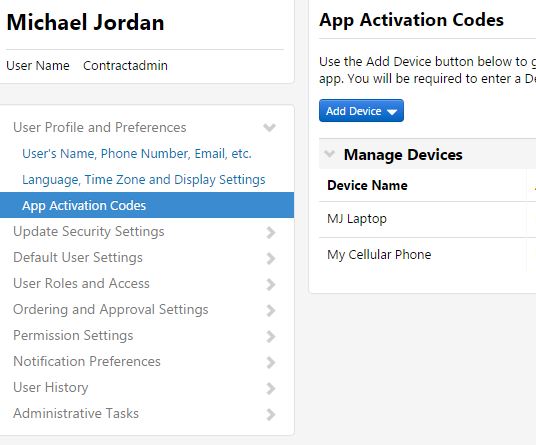 Michael Jordan
User Name Contractadmin
User Profile and Preferences
User's Name, Phone Number, Email, etc.
Language, Time Zone and Display Settings
App Activation Codes
Update Security Settings
Default User Settings
User Roles and Access
Ordering and Approval Settings
Permission Settings
Notification Preferences
User History
Administrative Tasks
App Activation Codes
Use the Add Device button below to g
app. You will be required to enter a De
Add Device
Manage Devices
Device Name
MJ Laptop
My Cellular Phone